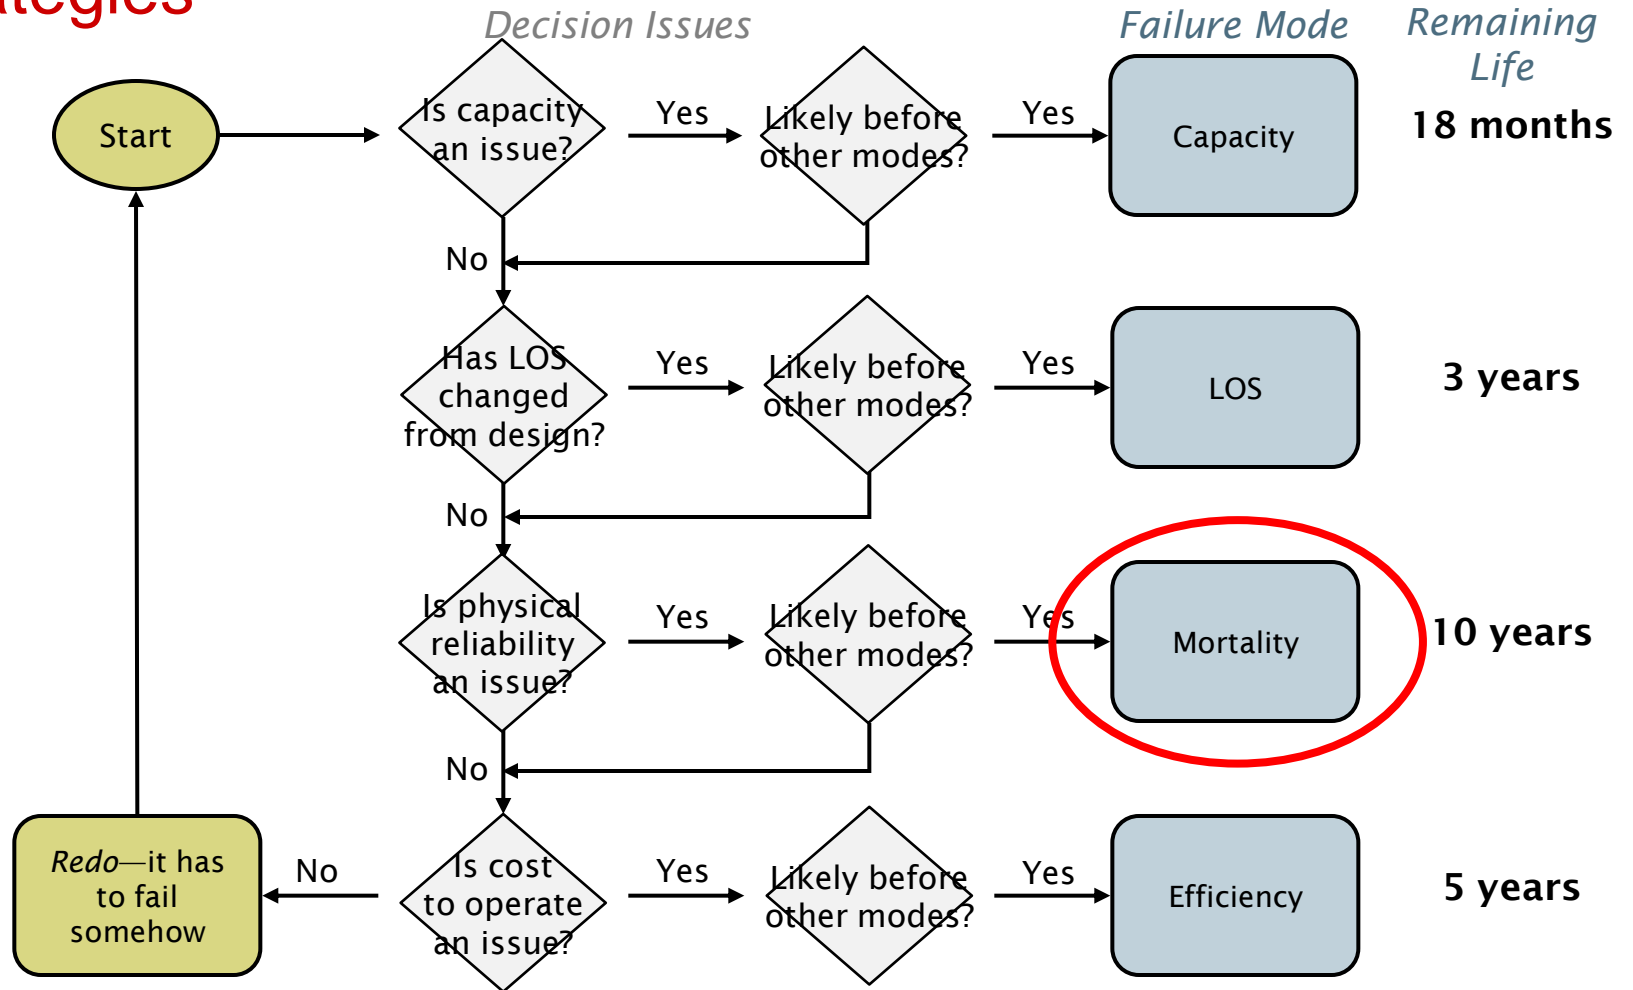 Decision Issues
Failure Mode
Remaining
Life
Start
Is capacity
an issue?
Yes
Likely before
other modes?
Yes
Capacity
18 months
No
Has LOS
changed
from design?
Yes
Likely before
other modes?
Yes
LOS
3 years
No
Is physical
reliability
an issue?
Yes
Likely before
other modes?
Yes
Mortality
10 years
No
Redo—it has
to fail
somehow
No
Is cost
to operate
an issue?
Yes
Likely before
other modes?
Yes
Efficiency
5 years